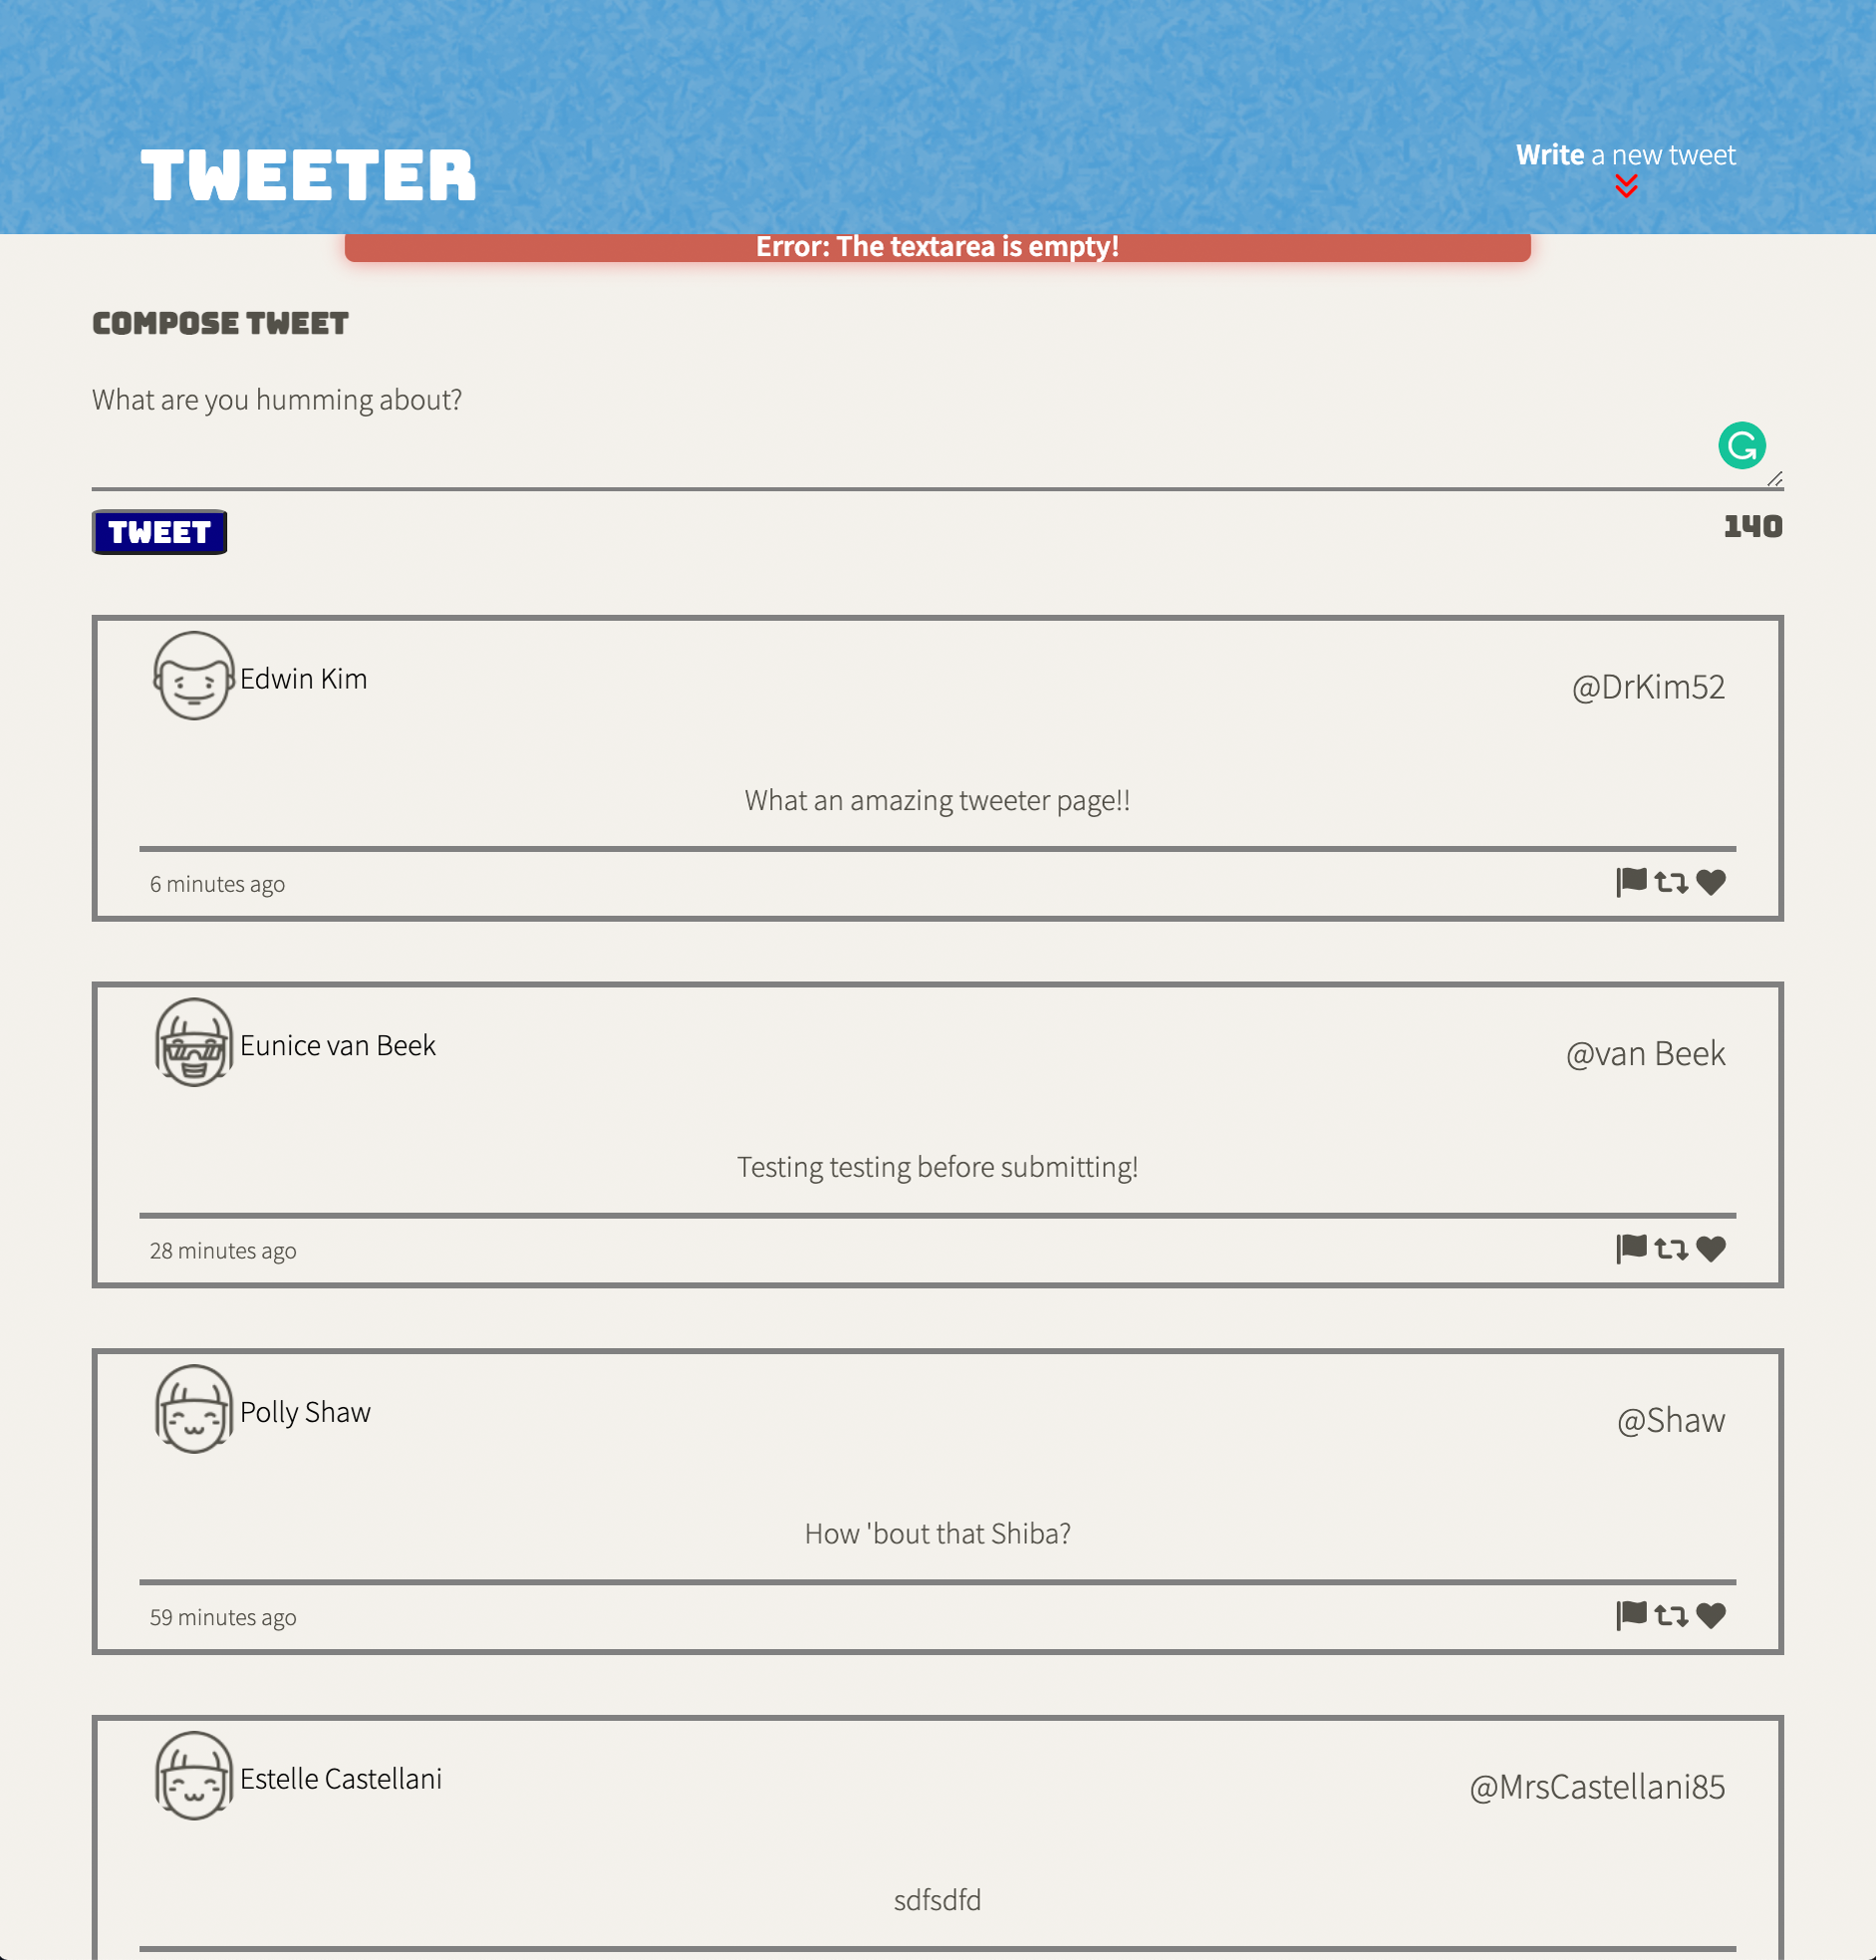 TWEETER
Write a new tweet
Error: The textarea is empty!
COMPOSE TWEET
What are you humming about?
TWEET
140
Edwin Kim
@DrKim52
What an amazing tweeter page!!
6 minutes ago
Eunice van Beek
@van Beek
Testing testing before submitting!
28 minutes ago
Polly Shaw
@Shaw
How 'bout that Shiba?
59 minutes ago
Estelle Castellani
@MrsCastellani85
sdfsdfd